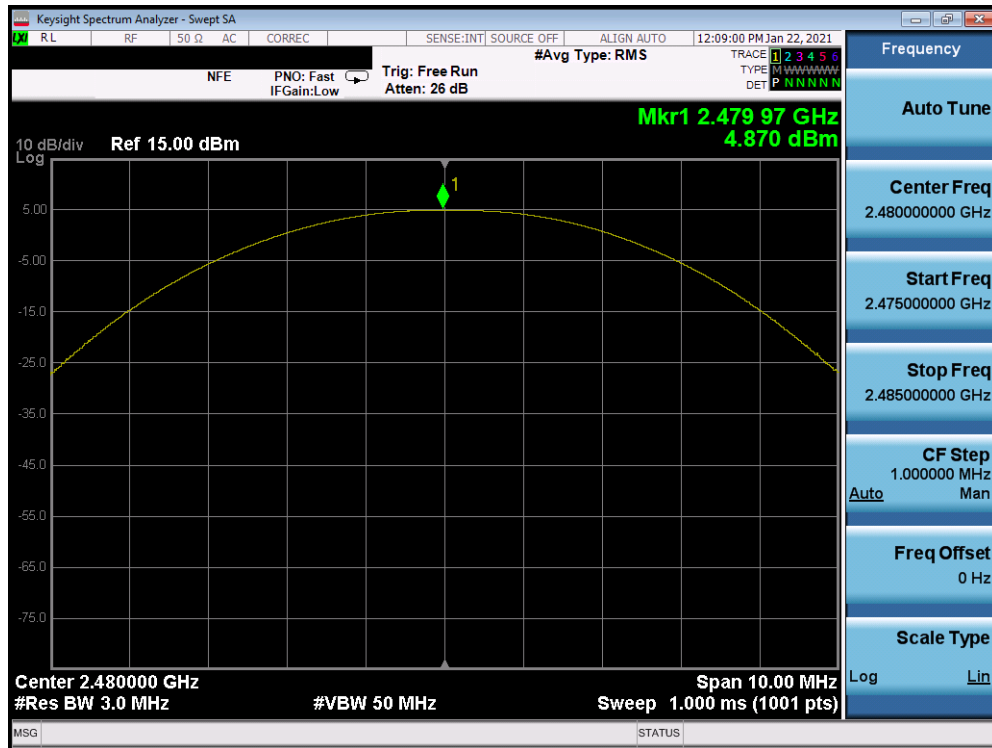 Keysight Spectrum Analyzer - Swept SA
LXI RL RF 50 Ω AC CORREC SENSE:INT SOURCE OFF ALIGN AUTO 12:09:00 PM Jan 22, 2021
#Avg Type: RMS
TRACE 1 2 3 4 5 6
TYPE M W W W W W
DET P N N N N N
NFE
PNO: Fast
IFGain:Low
Trig: Free Run
Atten: 26 dB
Mkr1 2.479 97 GHz
4.870 dBm
10 dB/div
Log
Ref 15.00 dBm
1
5.00
-5.00
-15.0
-25.0
-35.0
-45.0
-55.0
-65.0
-75.0
Center 2.480000 GHz
Span 10.00 MHz
#Res BW 3.0 MHz
#VBW 50 MHz
Sweep 1.000 ms (1001 pts)
MSG
STATUS
Frequency
Auto Tune
Center Freq
2.480000000 GHz
Start Freq
2.475000000 GHz
Stop Freq
2.485000000 GHz
CF Step
1.000000 MHz
Auto Man
Freq Offset
0 Hz
Scale Type
Log Lin